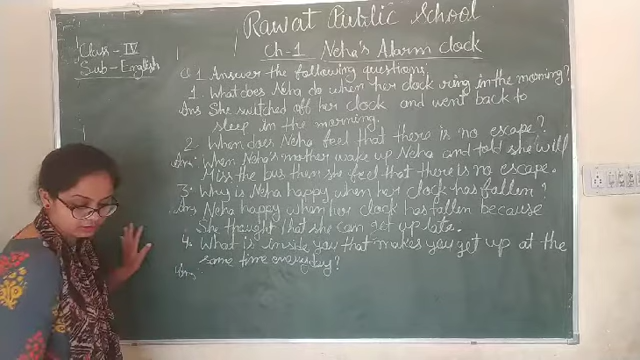 Rawat Public School
Class - IV
Sub - English
Ch-1 Neha's Alarm clock
Q.1 Answer the following questions:
1. What does Neha do when her clock ring in the morning?
Ans She switched off her clock and went back to
sleep in the morning.
2. When does Neha feel that there is no escape?
Ans: When Neha's mother wake up Neha and told she will
Miss the bus then she feel that there is no escape.
3. Why is Neha happy when her clock has fallen?
Ans Neha happy when her clock has fallen because
She thought that she can get up late.
4. What is inside you that makes you get up at the
same time everyday?
Ans: